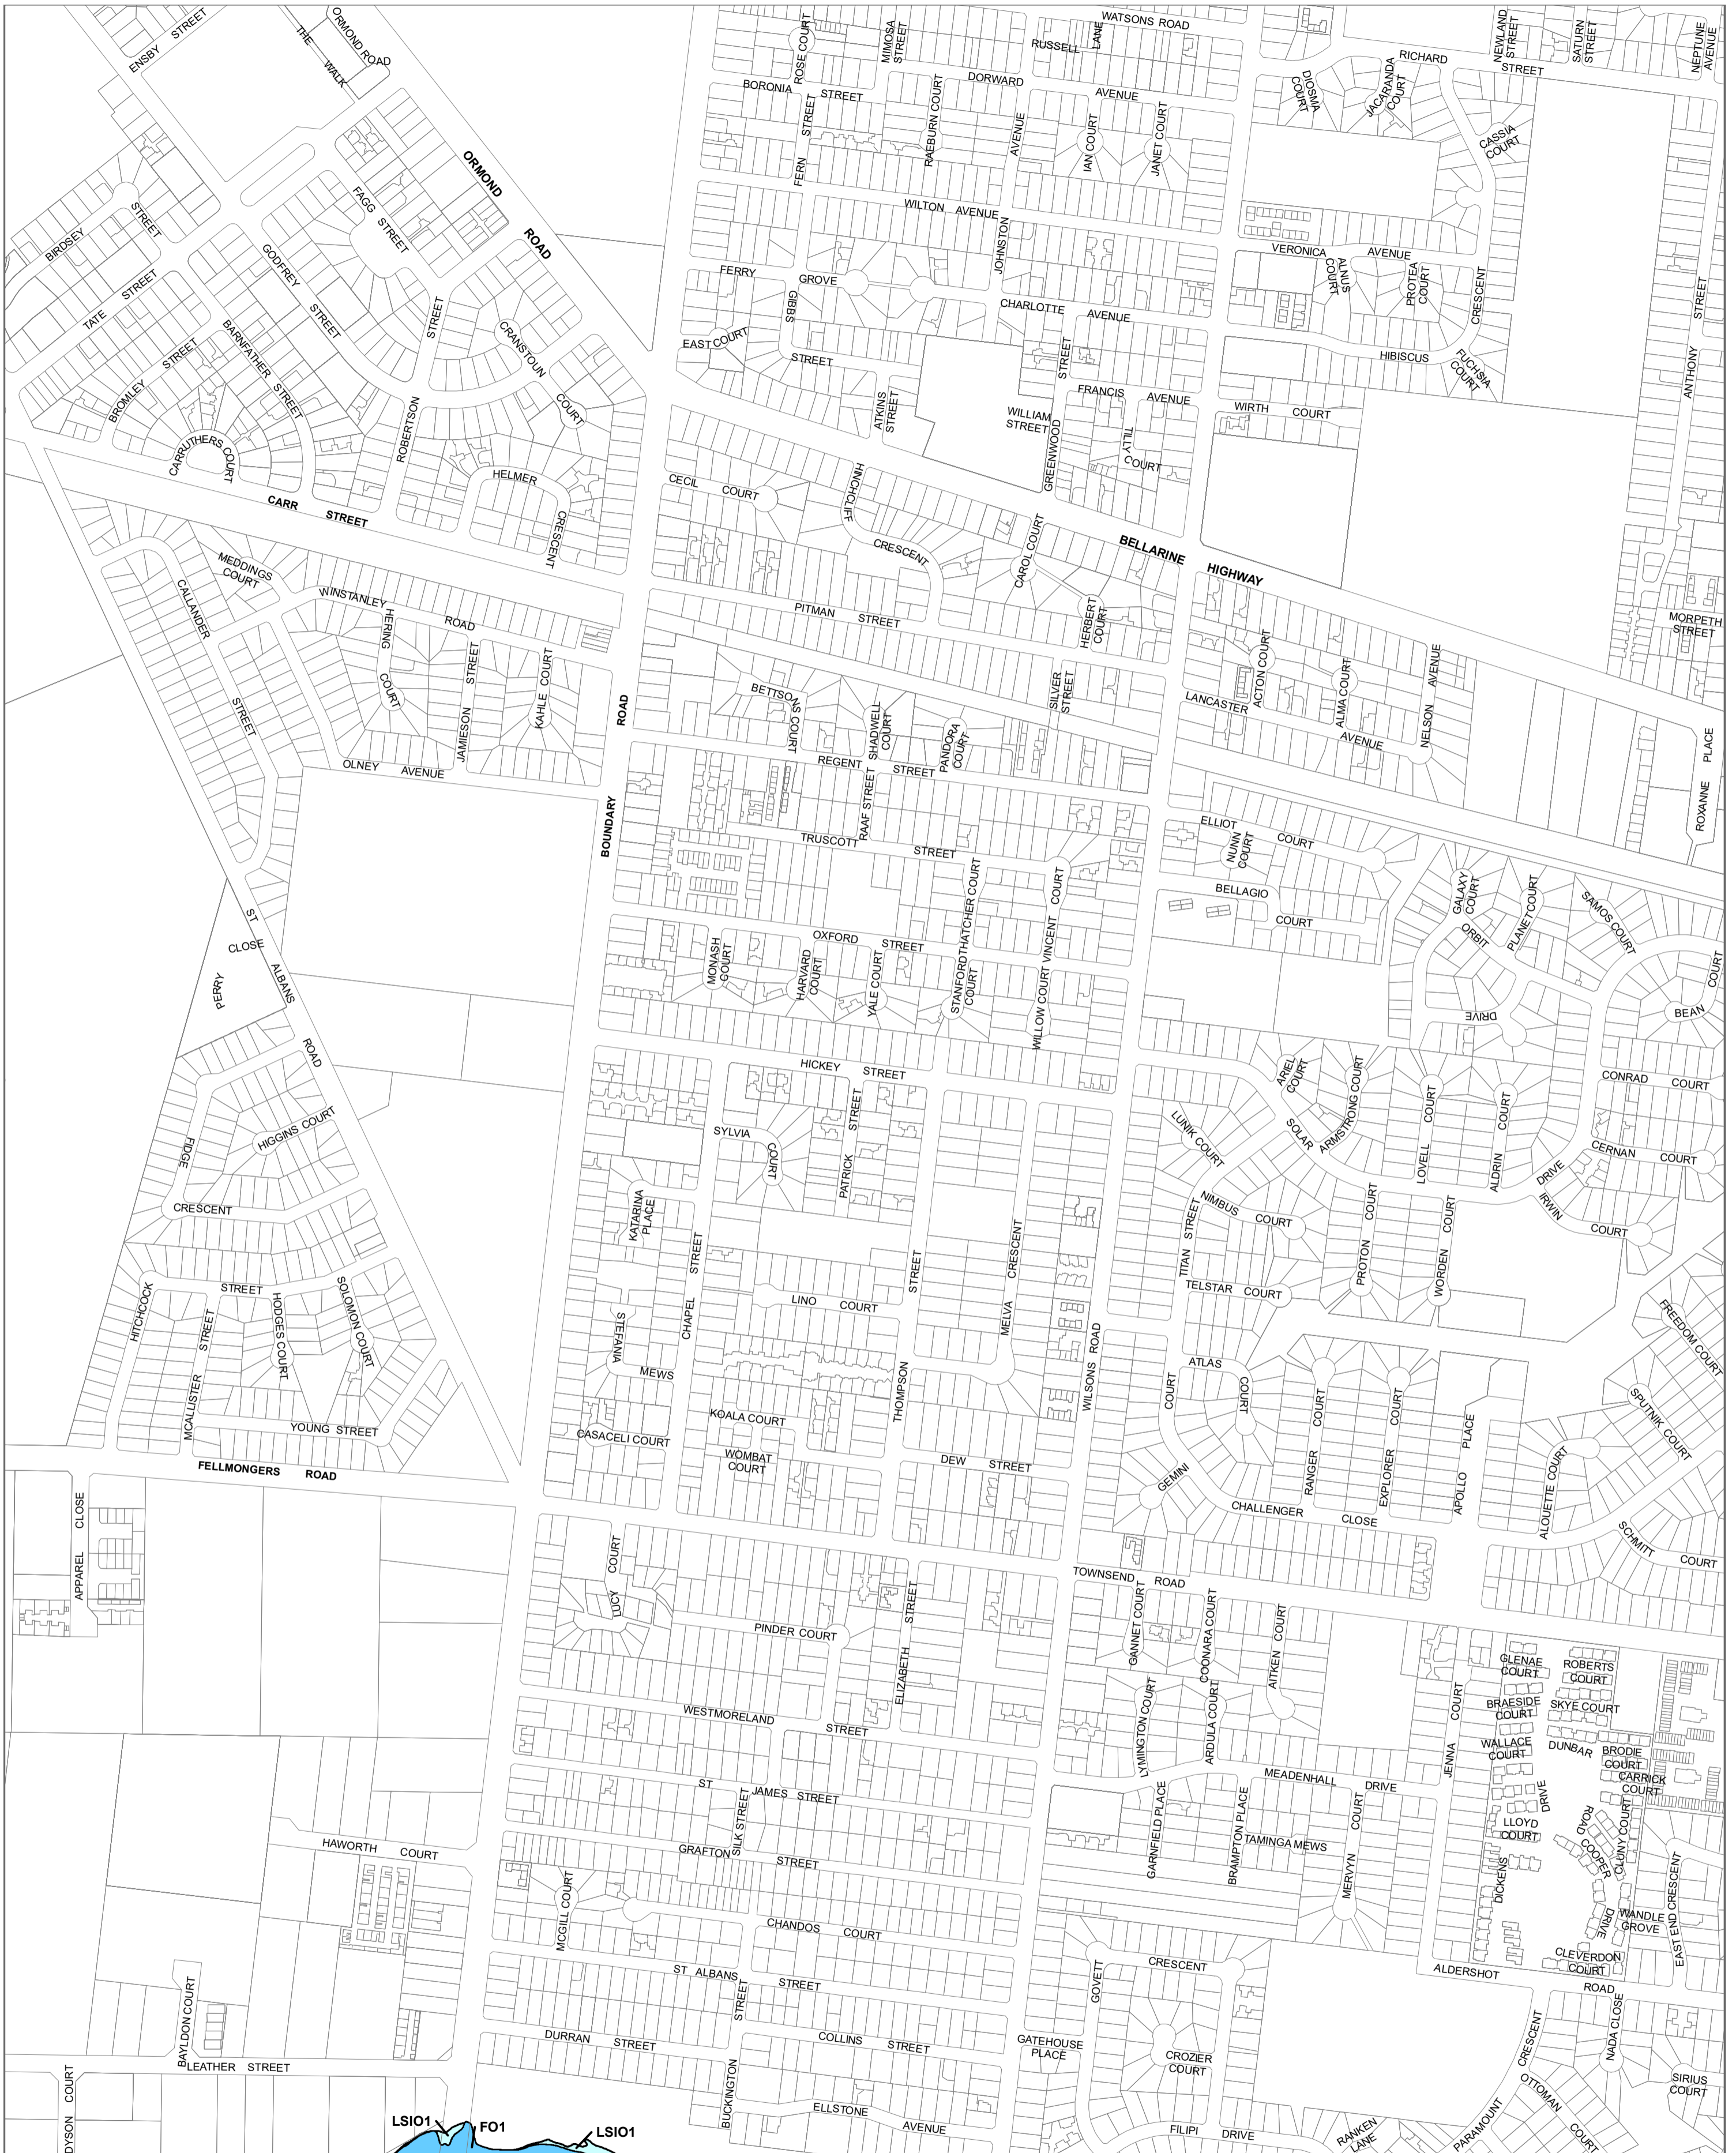 ENSBY STREET
THE WALK
ORMOND ROAD
ROSE COURT
MIMOSA STREET
RUSSELL LANE
WATSONS ROAD
NEWLAND STREET
SATURN STREET
NEPTUNE AVENUE
RICHARD STREET
BORONIA STREET
DORWARD AVENUE
DIOSMA COURT
JACARANDA COURT
CASSIA COURT
FERN STREET
RAEBURN COURT
IAN COURT
JANET COURT
ORMOND ROAD
FAGG STREET
BIRDSEY STREET
GODFREY STREET
WILTON AVENUE
JOHNSTON AVENUE
VERONICA AVENUE
ALNUS COURT
PROTEA COURT
TATE STREET
FERRY GROVE
GIBBS STREET
CHARLOTTE AVENUE
HIBISCUS CRESCENT
FUCHSIA COURT
ANTHONY STREET
BROMLEY STREET
BARNFATHER STREET
CRANSTOUN COURT
EAST COURT
ATKINS STREET
WILLIAM STREET
GREENWOOD STREET
FRANCIS AVENUE
TILLY COURT
WIRTH COURT
CARRUTHERS COURT
ROBERTSON STREET
HELMER CRESCENT
CARR STREET
CECIL COURT
HINCHCLIFF CRESCENT
CAROL COURT
BELLARINE HIGHWAY
MEDDINGS COURT
CALLANDER STREET
WINSTANLEY ROAD
HERING COURT
JAMIESON STREET
KAHLE COURT
PITMAN STREET
HERBERT COURT
MORPETH STREET
BETTSONS COURT
SHADWELL COURT
PANDORA COURT
SILVER STREET
LANCASTER AVENUE
ACTON COURT
ALMA COURT
NELSON AVENUE
ROXANNE PLACE
OLNEY AVENUE
BOUNDARY ROAD
REGENT STREET
RAAF STREET
TRUSCOTT STREET
ELLIOT COURT
NUNN COURT
BELLAGIO COURT
GALAXY COURT
PLANET COURT
SAMOS COURT
ORBIT DRIVE
BEAN COURT
ST ALBANS ROAD
PERRY CLOSE
MONASH COURT
HARVARD COURT
OXFORD STREET
YALE COURT
STANFORD COURT
THATCHER COURT
WILLOW COURT
VINCENT COURT
HICKEY STREET
ARIEL COURT
ARMSTRONG COURT
CONRAD COURT
FIDGE CRESCENT
HIGGINS COURT
SYLVIA COURT
PATRICK STREET
LUNIK COURT
SOLAR DRIVE
LOVELL COURT
ALDRIN COURT
CERNAN COURT
IRWIN COURT
KATARINA PLACE
CHAPEL STREET
NIMBUS COURT
TITAN STREET
PROTON COURT
WORDEN COURT
TELSTAR COURT
HITCHCOCK STREET
MCALLISTER STREET
HODGES COURT
SOLOMON COURT
STEFANIA MEWS
LINO COURT
MELVA CRESCENT
WILSONS ROAD
FREEDOM COURT
ATLAS COURT
SPUTNIK COURT
YOUNG STREET
CASACELI COURT
KOALA COURT
WOMBAT COURT
THOMPSON STREET
RANGER COURT
EXPLORER COURT
APOLLO PLACE
ALOUETTE COURT
FELLMONGERS ROAD
DEW STREET
GEMINI COURT
CHALLENGER CLOSE
SCHMITT COURT
APPAREL CLOSE
LUCY COURT
PINDER COURT
ELIZABETH STREET
TOWNSEND ROAD
GANNET COURT
COONARA COURT
AITKEN COURT
GLENAE COURT
ROBERTS COURT
BRAESIDE COURT
SKYE COURT
WESTMORELAND STREET
LYMINGTON COURT
ARDULA COURT
JENNA COURT
WALLACE COURT
DUNBAR DRIVE
BRODIE COURT
CARRICK COURT
ST JAMES STREET
SILK STREET
MEADENHALL DRIVE
GARNFIELD PLACE
BRAMPTON PLACE
TAMINGA MEWS
MERVYN COURT
LLOYD COURT
COOPER ROAD
CLUNY COURT
HAWORTH COURT
GRAFTON STREET
MCGILL COURT
CHANDOS COURT
DICKENS DRIVE
WANDLE GROVE
EAST END CRESCENT
CLEVERDON COURT
ALDERSHOT ROAD
ST ALBANS STREET
GOVETT CRESCENT
BAYLDON COURT
DURRAN STREET
COLLINS STREET
GATEHOUSE PLACE
CROZIER COURT
NADA CLOSE
SIRIUS COURT
LEATHER STREET
DYSON COURT
BUCKINGTON STREET
ELLSTONE AVENUE
FILIPI DRIVE
RANKEN LANE
PARAMOUNT CRESCENT
OTTOMAN COURT
LSIO1
FO1
LSIO1